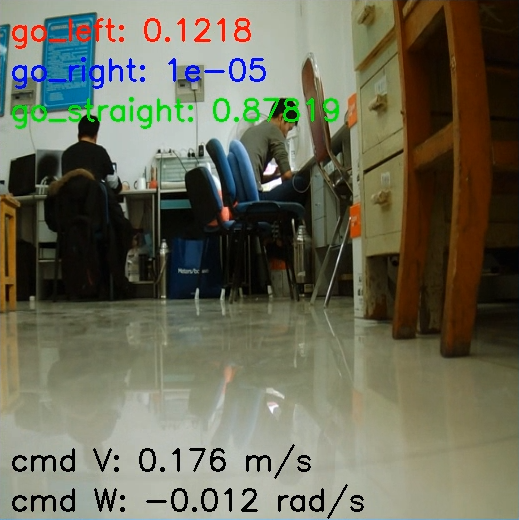 go_left: 0.1218
go_right: 1e-05
go_straight: 0.87819
cmd V: 0.176 m/s
cmd W: -0.012 rad/s